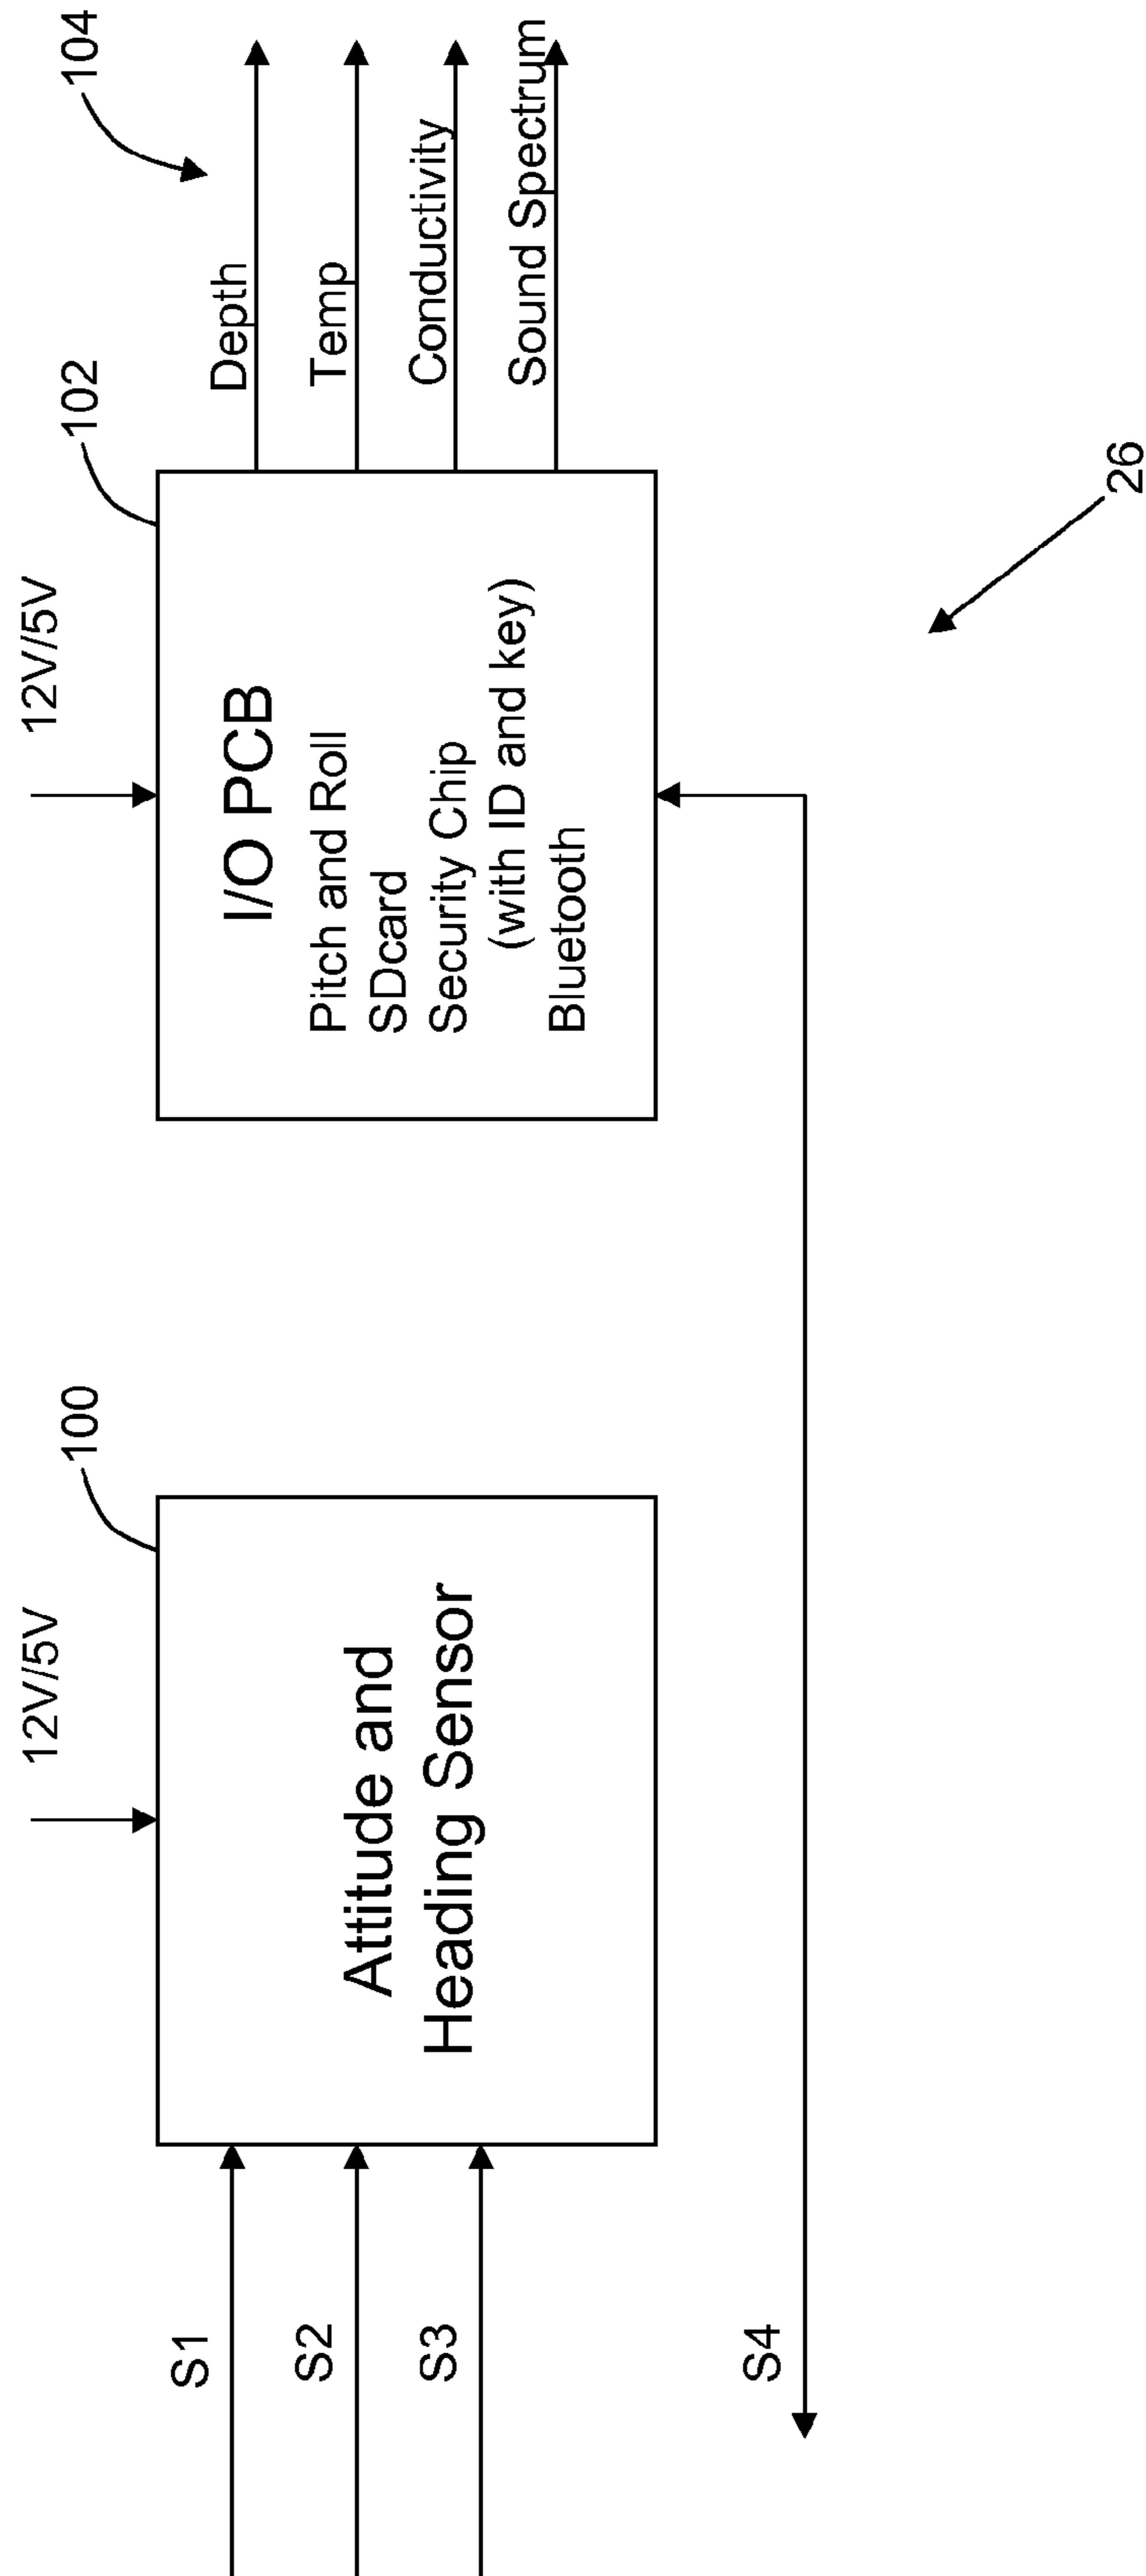 12V/5V
12V/5V
100
102
104
S1
S2
S3
S4
Attitude and
Heading Sensor
I/O PCB
Pitch and Roll
SDcard
Security Chip
(with ID and key)
Bluetooth
Depth
Temp
Conductivity
Sound Spectrum
26